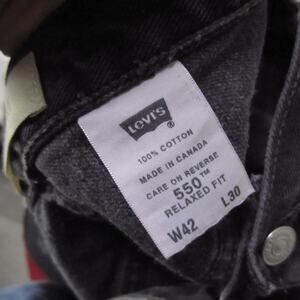 LEVI'S ®
100% COTTON
MADE IN CANADA
CARE ON REVERSE
550™
RELAXED FIT
W42 L30